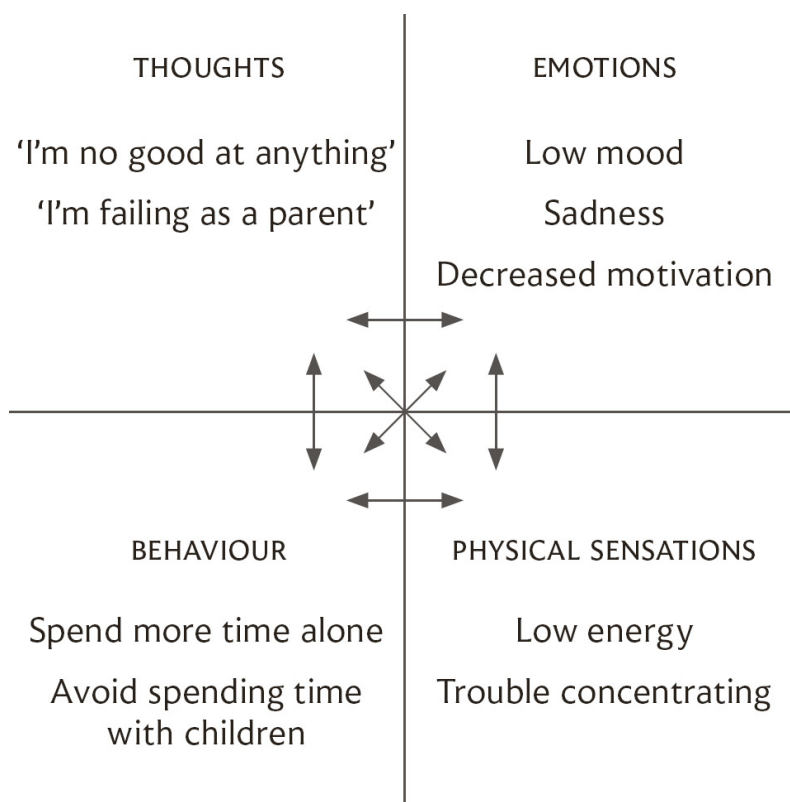 THOUGHTS
‘I’m no good at anything’
‘I’m failing as a parent’
EMOTIONS
Low mood
Sadness
Decreased motivation
BEHAVIOUR
Spend more time alone
Avoid spending time
with children
PHYSICAL SENSATIONS
Low energy
Trouble concentrating